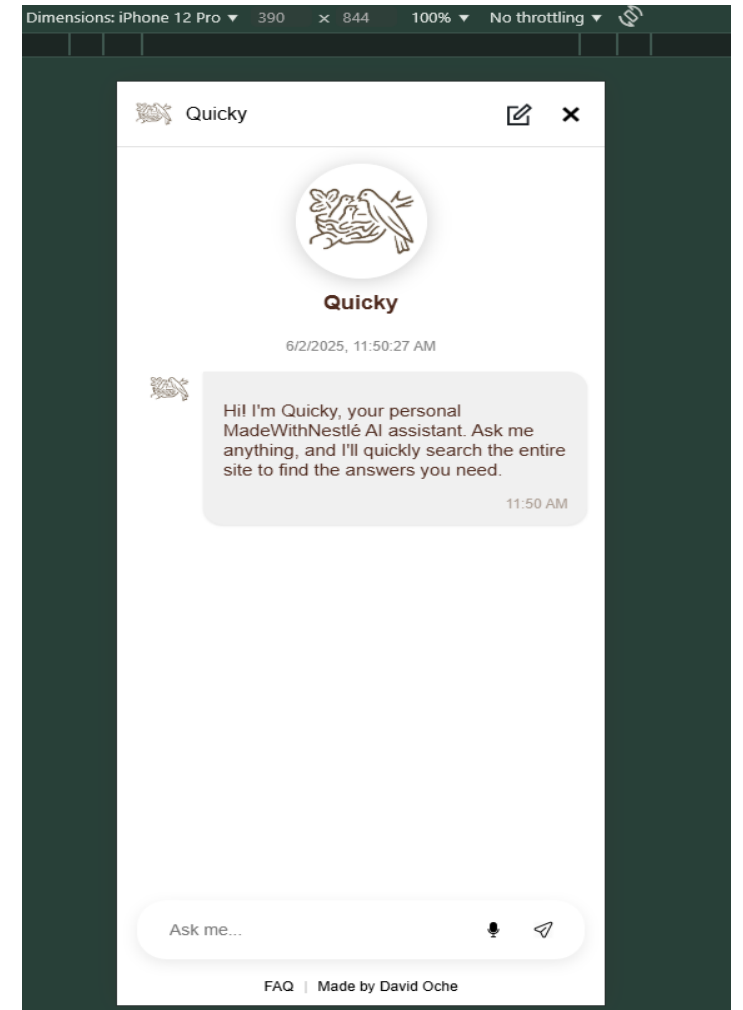 Dimensions: iPhone 12 Pro ▼ 390 × 844 100% ▼ No throttling ▼
Quicky
Quicky
6/2/2025, 11:50:27 AM
Hi! I'm Quicky, your personal
MadeWithNestlé AI assistant. Ask me
anything, and I'll quickly search the entire
site to find the answers you need.
11:50 AM
Ask me...
FAQ | Made by David Oche